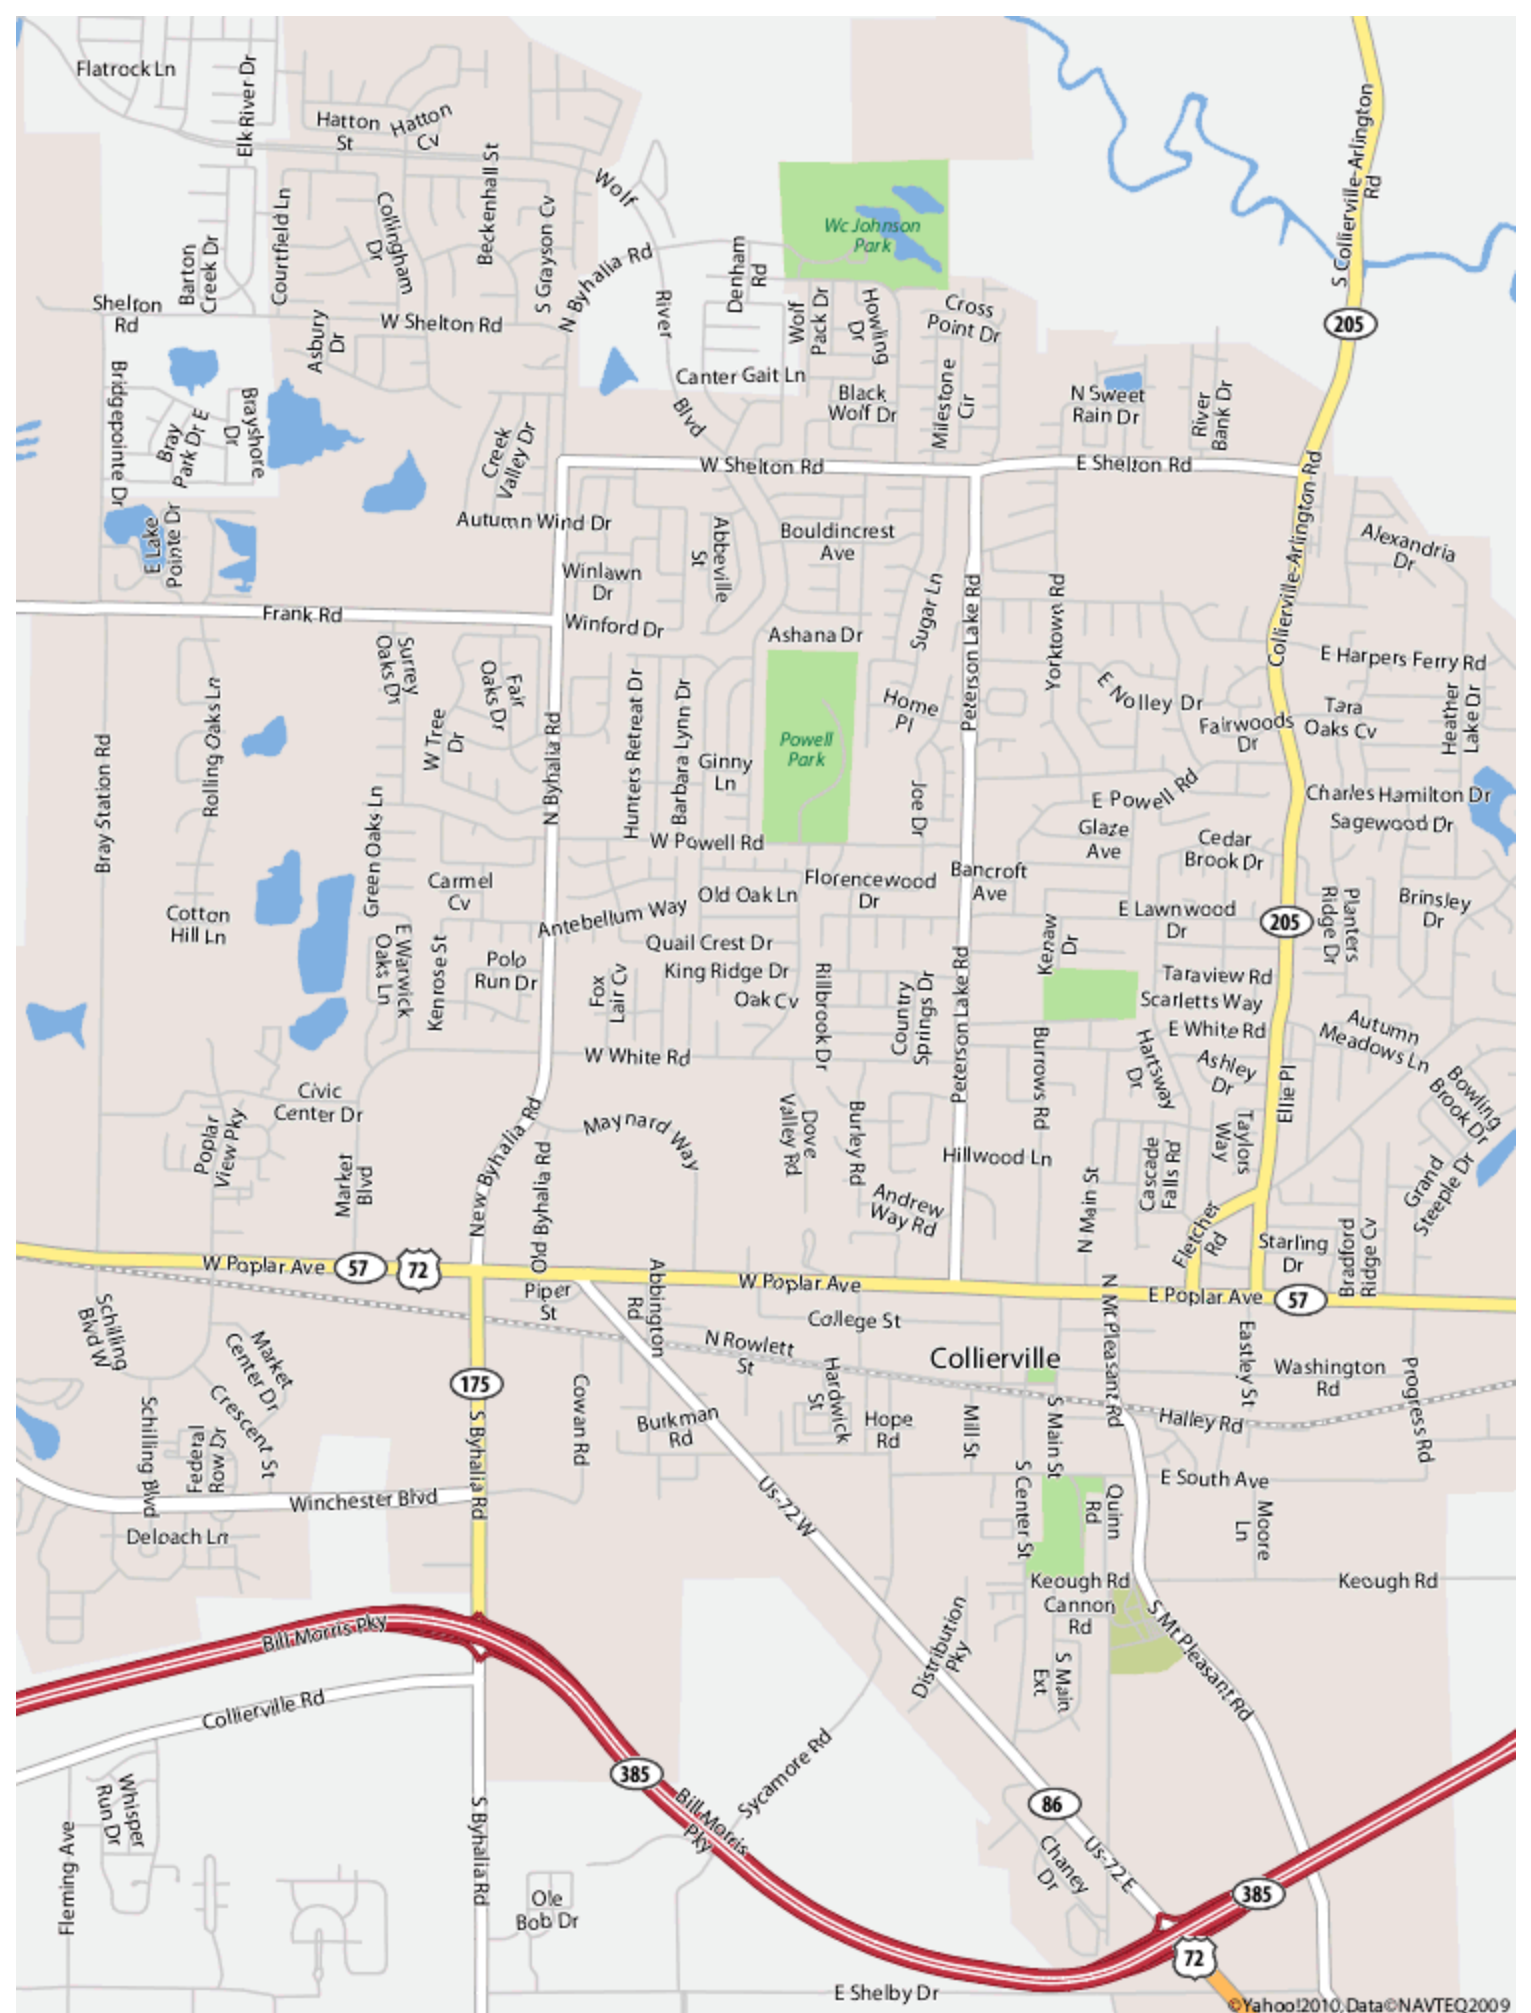 Flatrock Ln
Elk River Dr
Hatton
St
Hatton
Cv
S Collierville-Arlington
Rd
Beckenhall St
Wolf
Courtfield Ln
Collingham
Dr
S Grayson Cv
Wc Johnson
Park
Barton
Creek Dr
N Byhalia Rd
Denham
Rd
Shelton
Rd
W Shelton Rd
Asbury
Dr
River
Wolf
Pack Dr
Howling
Dr
Cross
Point Dr
205
Bridgepointe Dr
Bray
Park Dr E
Brayshore
Dr
Canter Gait Ln
Black
Wolf Dr
Milestone
Cir
N Sweet
Rain Dr
River
Bank Dr
Blvd
Creek
Valley Dr
W Shelton Rd
E Shelton Rd
E Lake
Pointe Dr
Autumn Wind Dr
Abbeville
St
Bouldincrest
Ave
Collierville-Arlington Rd
Alexandria
Dr
Winlawn
Dr
Sugar Ln
Peterson Lake Rd
Yorktown Rd
Frank Rd
Winford Dr
Ashana Dr
E Harpers Ferry Rd
Surrey
Oaks Dr
Fair
Oaks Dr
Rolling Oaks Ln
W Tree
Dr
Hunters Retreat Dr
Barbara Lynn Dr
Home
Pl
E Nolley Dr
Fairwoods
Dr
Tara
Oaks Cv
Heather
Lake Dr
Bray Station Rd
N Byhalia Rd
Ginny
Ln
Powell
Park
Joe Dr
E Powell Rd
Charles Hamilton Dr
Sagewood Dr
Green Oaks Ln
W Powell Rd
Glaze
Ave
Cedar
Brook Dr
Carmel
Cv
Old Oak Ln
Florencewood
Dr
Bancroft
Ave
Cotton
Hill Ln
Antebellum Way
E Lawnwood
Dr
205
Planters
Ridge Dr
Brinsley
Dr
E Warwick
Oaks Ln
Kenrose St
Polo
Run Dr
Quail Crest Dr
King Ridge Dr
Oak Cv
Fox
Lair Cv
Rillbrook Dr
Country
Springs Dr
Peterson Lake Rd
Kenaw
Dr
Taraview Rd
Scarletts Way
E White Rd
Autumn
Meadows Ln
W White Rd
Burrows Rd
Hartsway
Dr
Ashley
Dr
Ellie Pl
Bowling
Brook Dr
Civic
Center Dr
Poplar
View Pky
Market
Blvd
New Byhalia Rd
Old Byhalia Rd
Maynard Way
Dove
Valley Rd
Burley Rd
Andrew
Way Rd
Hillwood Ln
N Main St
Cascade
Falls Rd
Taylors
Way
Grand
Steeple Dr
Fletcher
Rd
Starling
Dr
Bradford
Ridge Cv
W Poplar Ave
57
72
Piper
St
Abbington
Rd
W Poplar Ave
E Poplar Ave
57
Schilling
Blvd W
Market
Center Dr
College St
N Rowlett
St
Collierville
N Mt Pleasant Rd
Eastley St
Washington
Rd
Progress Rd
175
Crescent St
Schilling Blvd
Federal
Row Dr
S Byhalia Rd
Cowan Rd
Burkman
Rd
Hardwick
St
Hope
Rd
Mill St
S Main St
Halley Rd
Winchester Blvd
Us-72 W
S Center St
Quinn
Rd
E South Ave
Moore
Ln
Deloach Ln
Keough Rd
Cannon
Rd
Keough Rd
Bill Morris Pky
Distribution
Pky
S Main
Ext
S Mt Pleasant Rd
Collierville Rd
385
Bill Morris
Pky
Sycamore Rd
86
Whisper
Run Dr
Fleming Ave
S Byhalia Rd
Chaney
Dr
Us-72 E
385
Ole
Bob Dr
72
E Shelby Dr
©Yahoo!2010, Data©NAVTEQ2009